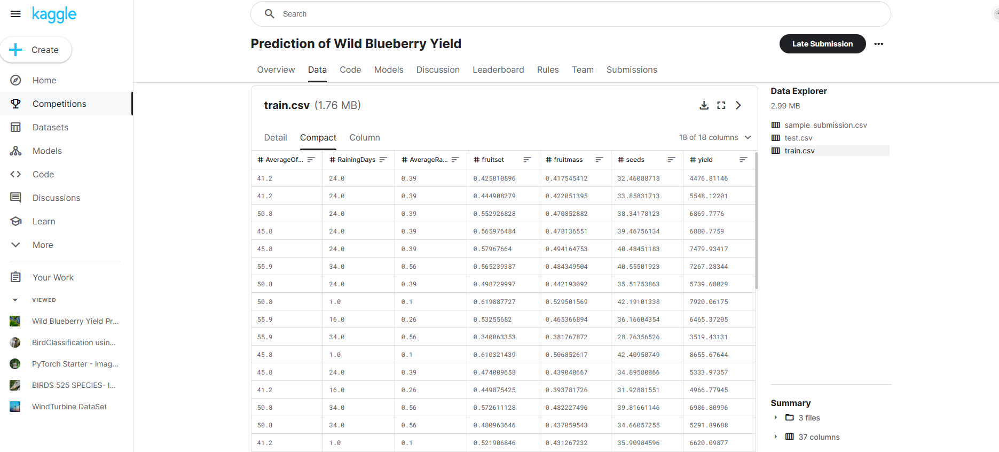 kaggle
Search
Create
Home
Competitions
Datasets
Models
Code
Discussions
Learn
More
Your Work
VIEWED
Wild Blueberry Yield Pr...
BirdClassification usin...
PyTorch Starter - Imag...
BIRDS 525 SPECIES- I...
WindTurbine DataSet
Prediction of Wild Blueberry Yield
Late Submission
Overview Data Code Models Discussion Leaderboard Rules Team Submissions
train.csv (1.76 MB)
Detail Compact Column 18 of 18 columns
# AverageOf... # RainingDays # AverageRa... # fruitset # fruitmass # seeds # yield
41.2 24.0 0.39 0.425010896 0.417545412 32.46088718 4476.81146
41.2 24.0 0.39 0.444908279 0.422051395 33.85831713 5548.12201
50.8 24.0 0.39 0.552926828 0.470852882 38.34178123 6869.7776
45.8 24.0 0.39 0.565976484 0.478136551 39.46756134 6880.7759
45.8 24.0 0.39 0.57967664 0.494164753 40.48451183 7479.93417
55.9 34.0 0.56 0.565239387 0.484349504 40.55501923 7267.28344
50.8 24.0 0.39 0.498729997 0.442193092 35.51753863 5739.68029
50.8 1.0 0.1 0.619887727 0.529501569 42.19101338 7920.06175
55.9 16.0 0.26 0.53255682 0.465366894 36.16604354 6465.37205
55.9 34.0 0.56 0.340063353 0.381767872 28.76356526 3519.43131
45.8 1.0 0.1 0.610321439 0.506852617 42.40950749 8655.67644
45.8 24.0 0.39 0.474009658 0.439040667 34.89580066 5333.97357
41.2 16.0 0.26 0.449875425 0.393781726 31.92881551 4966.77945
50.8 34.0 0.56 0.572611128 0.482227496 39.81661146 6986.80996
50.8 34.0 0.56 0.480963646 0.437059543 34.66057255 5291.89688
41.2 1.0 0.1 0.521906846 0.431267232 35.90984596 6620.09877
Data Explorer
2.99 MB
sample_submission.csv
test.csv
train.csv
Summary
3 files
37 columns